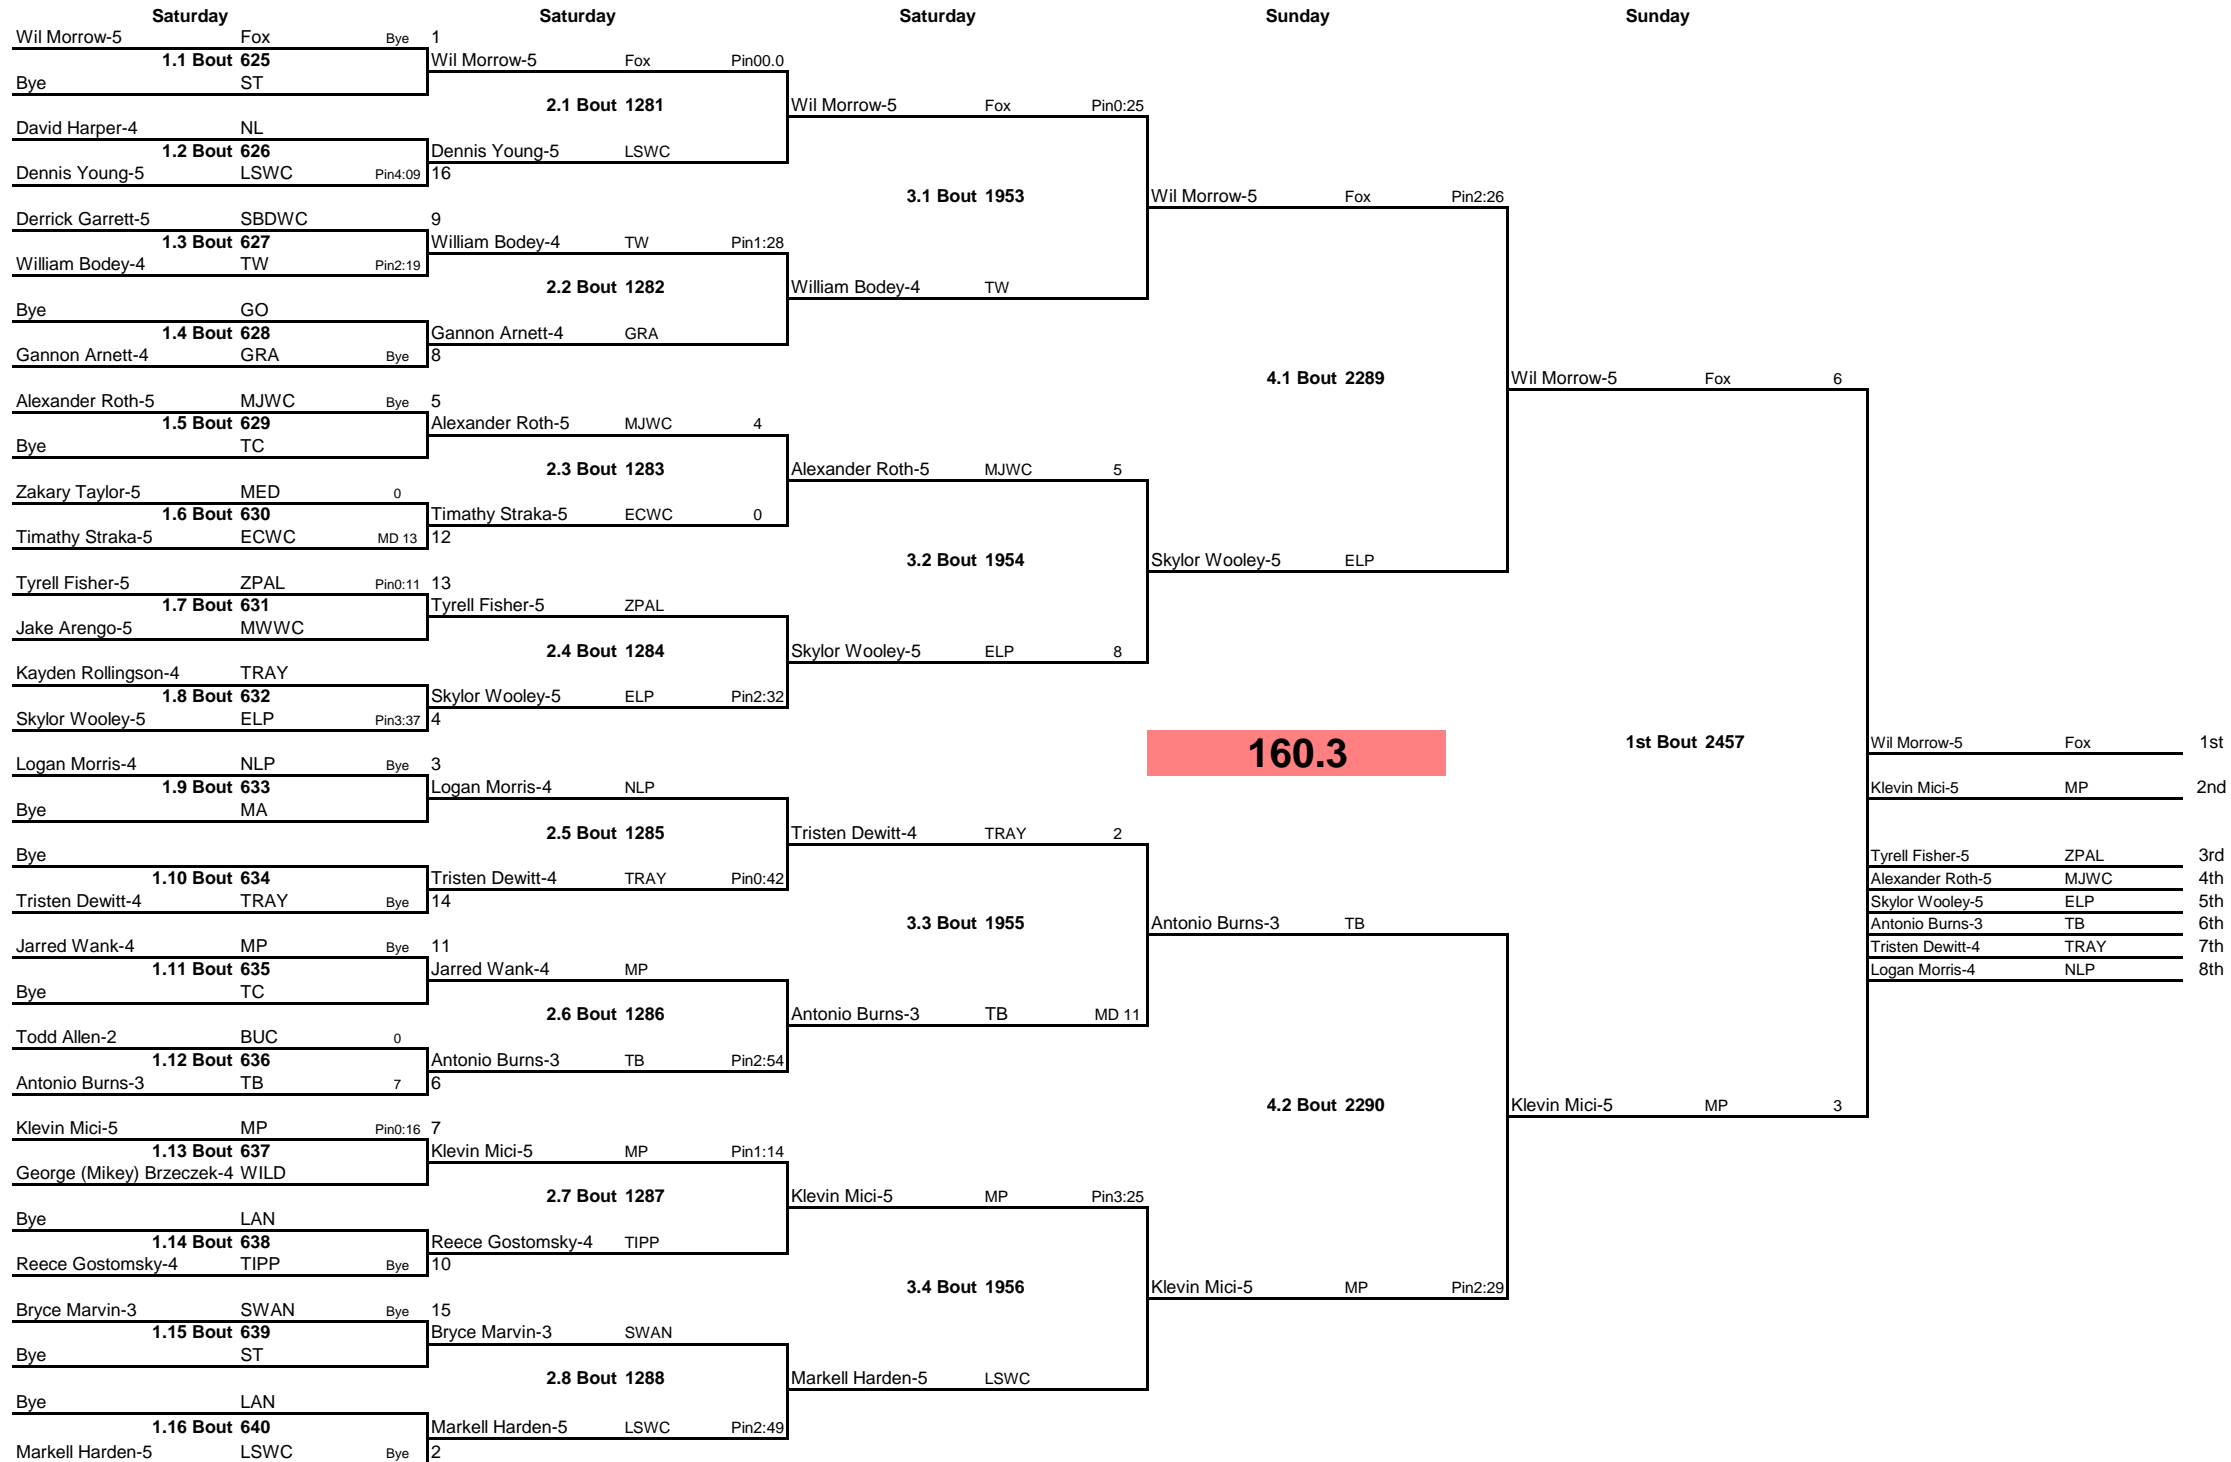 Saturday Saturday Saturday Sunday Sunday
Wil Morrow-5 Fox Bye 1
1.1 Bout 625 Wil Morrow-5 Fox Pin00.0
Bye ST
2.1 Bout 1281 Wil Morrow-5 Fox Pin0:25
David Harper-4 NL
1.2 Bout 626 Dennis Young-5 LSWC
Dennis Young-5 LSWC Pin4:09 16
3.1 Bout 1953 Wil Morrow-5 Fox Pin2:26
Derrick Garrett-5 SBDWC 9
1.3 Bout 627 William Bodey-4 TW Pin1:28
William Bodey-4 TW Pin2:19
2.2 Bout 1282 William Bodey-4 TW
Bye GO
1.4 Bout 628 Gannon Arnett-4 GRA
Gannon Arnett-4 GRA Bye 8
4.1 Bout 2289 Wil Morrow-5 Fox 6
Alexander Roth-5 MJWC Bye 5
1.5 Bout 629 Alexander Roth-5 MJWC 4
Bye TC
2.3 Bout 1283 Alexander Roth-5 MJWC 5
Zakary Taylor-5 MED 0
1.6 Bout 630 Timathy Straka-5 ECWC 0
Timathy Straka-5 ECWC MD 13 12
3.2 Bout 1954 Skylor Wooley-5 ELP
Tyrell Fisher-5 ZPAL Pin0:11 13
1.7 Bout 631 Tyrell Fisher-5 ZPAL
Jake Arengo-5 MWWC
2.4 Bout 1284 Skylor Wooley-5 ELP 8
Kayden Rollingson-4 TRAY
1.8 Bout 632 Skylor Wooley-5 ELP Pin2:32
Skylor Wooley-5 ELP Pin3:37 4
160.3 1st Bout 2457 Wil Morrow-5 Fox 1st
Logan Morris-4 NLP Bye 3
1.9 Bout 633 Logan Morris-4 NLP Klevin Mici-5 MP 2nd
Bye MA
2.5 Bout 1285 Tristen Dewitt-4 TRAY 2
Bye Tyrell Fisher-5 ZPAL 3rd
1.10 Bout 634 Tristen Dewitt-4 TRAY Pin0:42 Alexander Roth-5 MJWC 4th
Tristen Dewitt-4 TRAY Bye 14 Skylor Wooley-5 ELP 5th
3.3 Bout 1955 Antonio Burns-3 TB Antonio Burns-3 TB 6th
Jarred Wank-4 MP Bye 11 Tristen Dewitt-4 TRAY 7th
1.11 Bout 635 Jarred Wank-4 MP Logan Morris-4 NLP 8th
Bye TC
2.6 Bout 1286 Antonio Burns-3 TB MD 11
Todd Allen-2 BUC 0
1.12 Bout 636 Antonio Burns-3 TB Pin2:54
Antonio Burns-3 TB 7 6
4.2 Bout 2290 Klevin Mici-5 MP 3
Klevin Mici-5 MP Pin0:16 7
1.13 Bout 637 Klevin Mici-5 MP Pin1:14
George (Mikey) Brzeczek-4 WILD
2.7 Bout 1287 Klevin Mici-5 MP Pin3:25
Bye LAN
1.14 Bout 638 Reece Gostomsky-4 TIPP
Reece Gostomsky-4 TIPP Bye 10
3.4 Bout 1956 Klevin Mici-5 MP Pin2:29
Bryce Marvin-3 SWAN Bye 15
1.15 Bout 639 Bryce Marvin-3 SWAN
Bye ST
2.8 Bout 1288 Markell Harden-5 LSWC
Bye LAN
1.16 Bout 640 Markell Harden-5 LSWC Pin2:49
Markell Harden-5 LSWC Bye 2